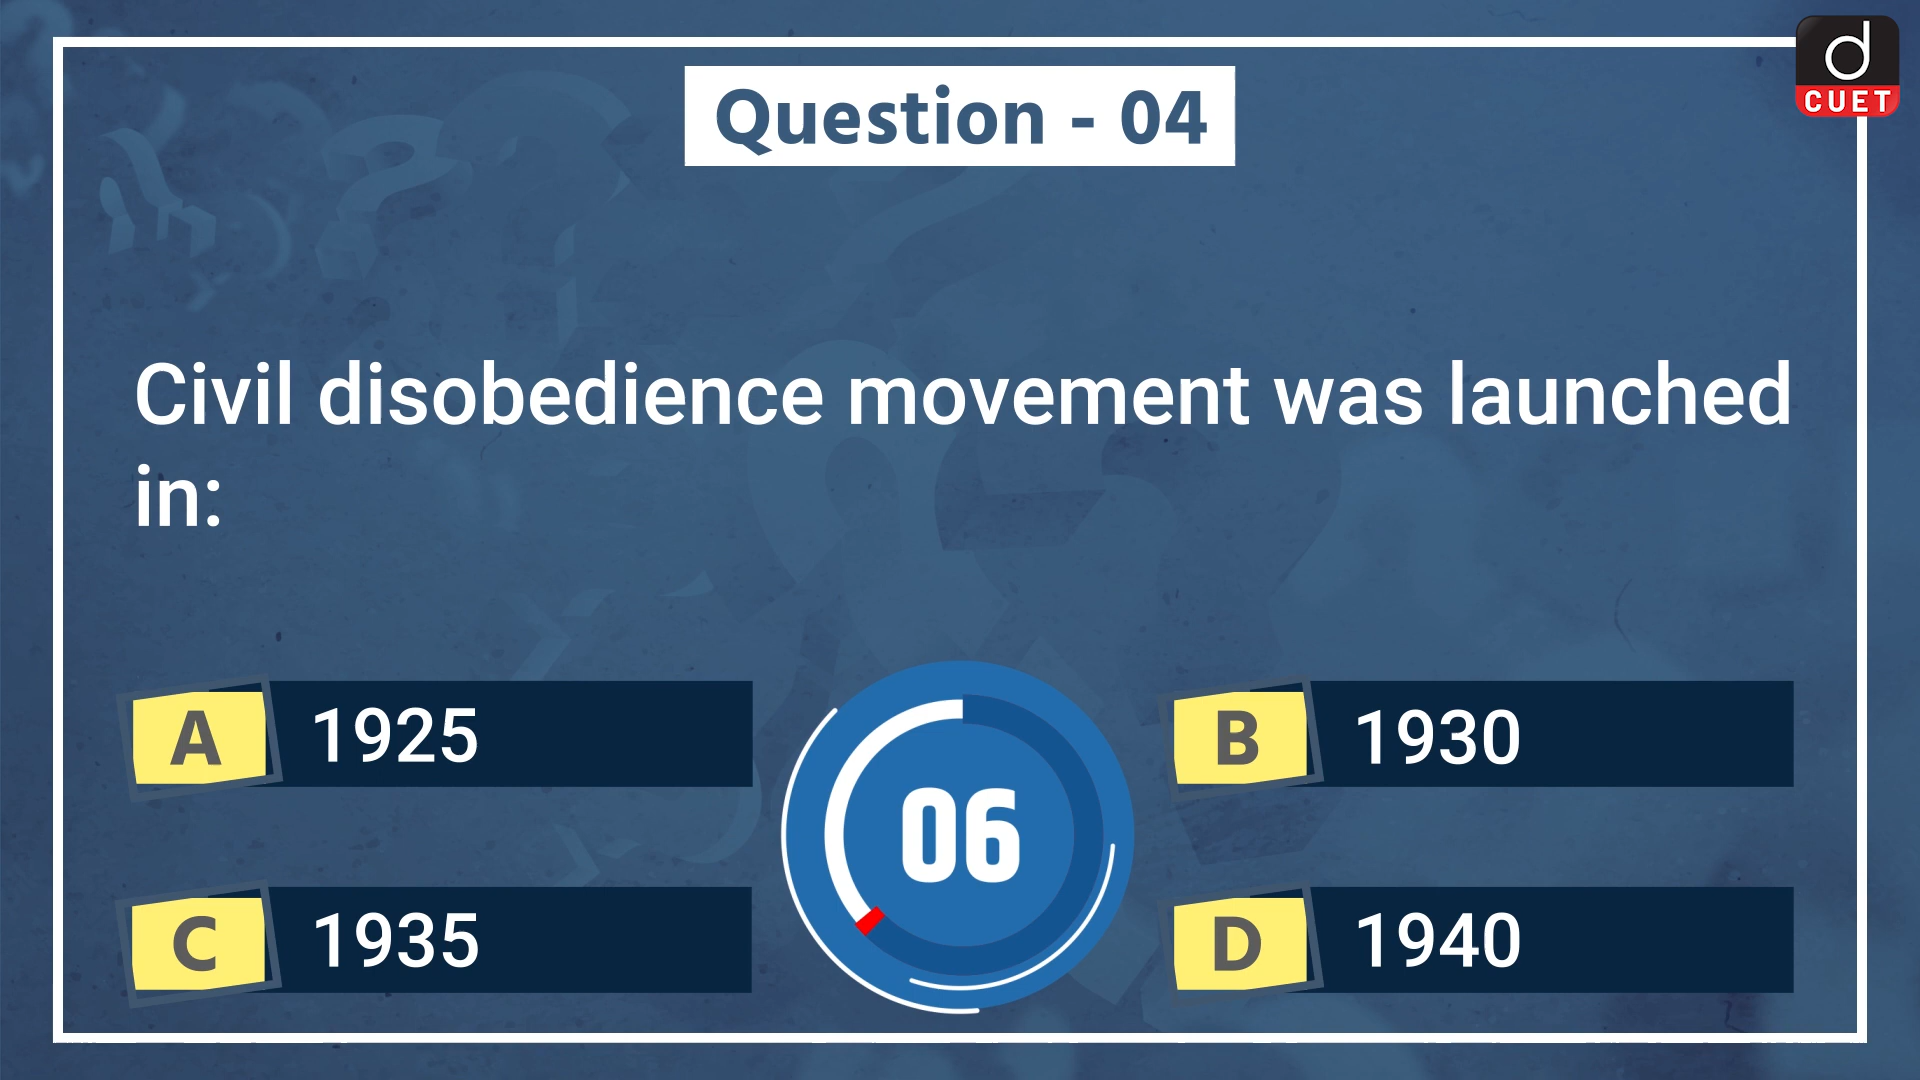 d
CUET
Question - 04
Civil disobedience movement was launched
in:
A 1925
B 1930
06
C 1935
D 1940